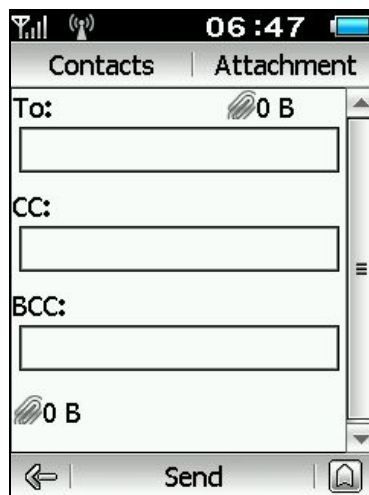 06:47
Contacts Attachment
To: 0 B
CC:
BCC:
0 B
Send